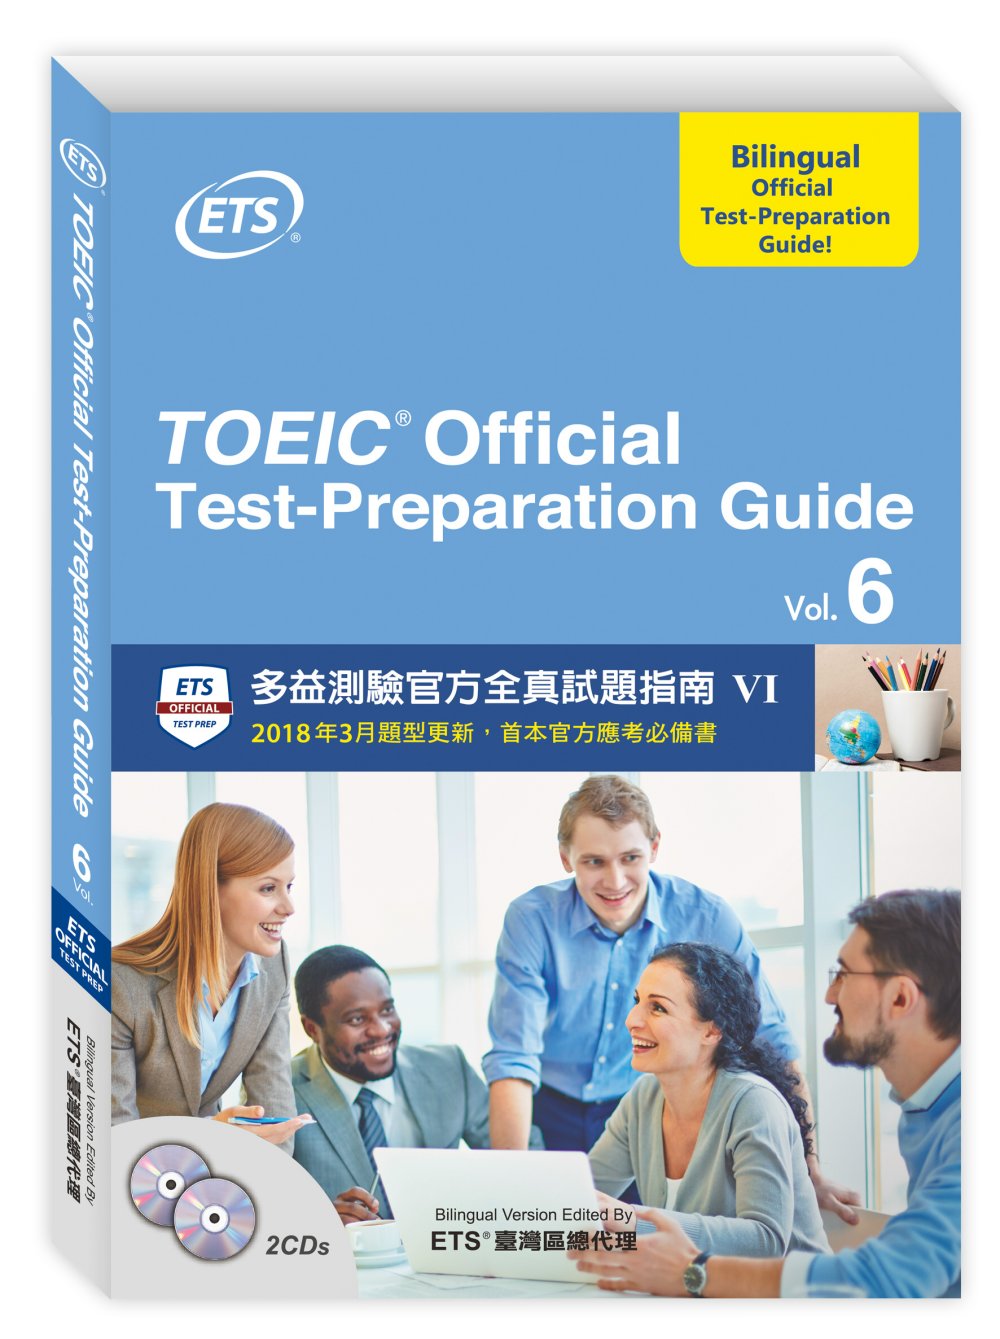 ETS®
Bilingual
Official
Test-Preparation
Guide!
TOEIC® Official
Test-Preparation Guide
Vol. 6
ETS
OFFICIAL
TEST PREP
多益測驗官方全真試題指南 VI
2018年3月題型更新，首本官方應考必備書
2CDs
Bilingual Version Edited By
ETS®臺灣區總代理
ETS®
TOEIC® Official Test-Preparation Guide
6
Vol.
ETS
OFFICIAL
TEST PREP
Bilingual Version Edited By
ETS®臺灣區總代理